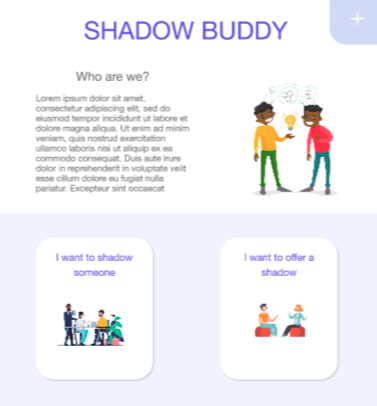 SHADOW BUDDY
+
Who are we?
Lorem ipsum dolor sit amet,
consectetur adipiscing elit, sed do
eiusmod tempor incididunt ut labore et
dolore magna aliqua. Ut enim ad minim
veniam, quis nostrud exercitation
ullamco laboris nisi ut aliquip ex ea
commodo consequat. Duis aute irure
dolor in reprehenderit in voluptate velit
esse cillum dolore eu fugiat nulla
pariatur. Excepteur sint occaecat
I want to shadow
someone
I want to offer a
shadow